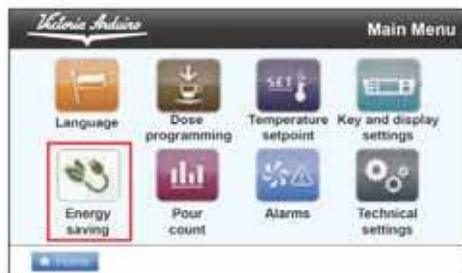 Victoria Arduino
Main Menu
SET
Language
Dose
programming
Temperature
setpoint
Key and display
settings
Energy
saving
Pour
count
Alarms
Technical
settings
Home